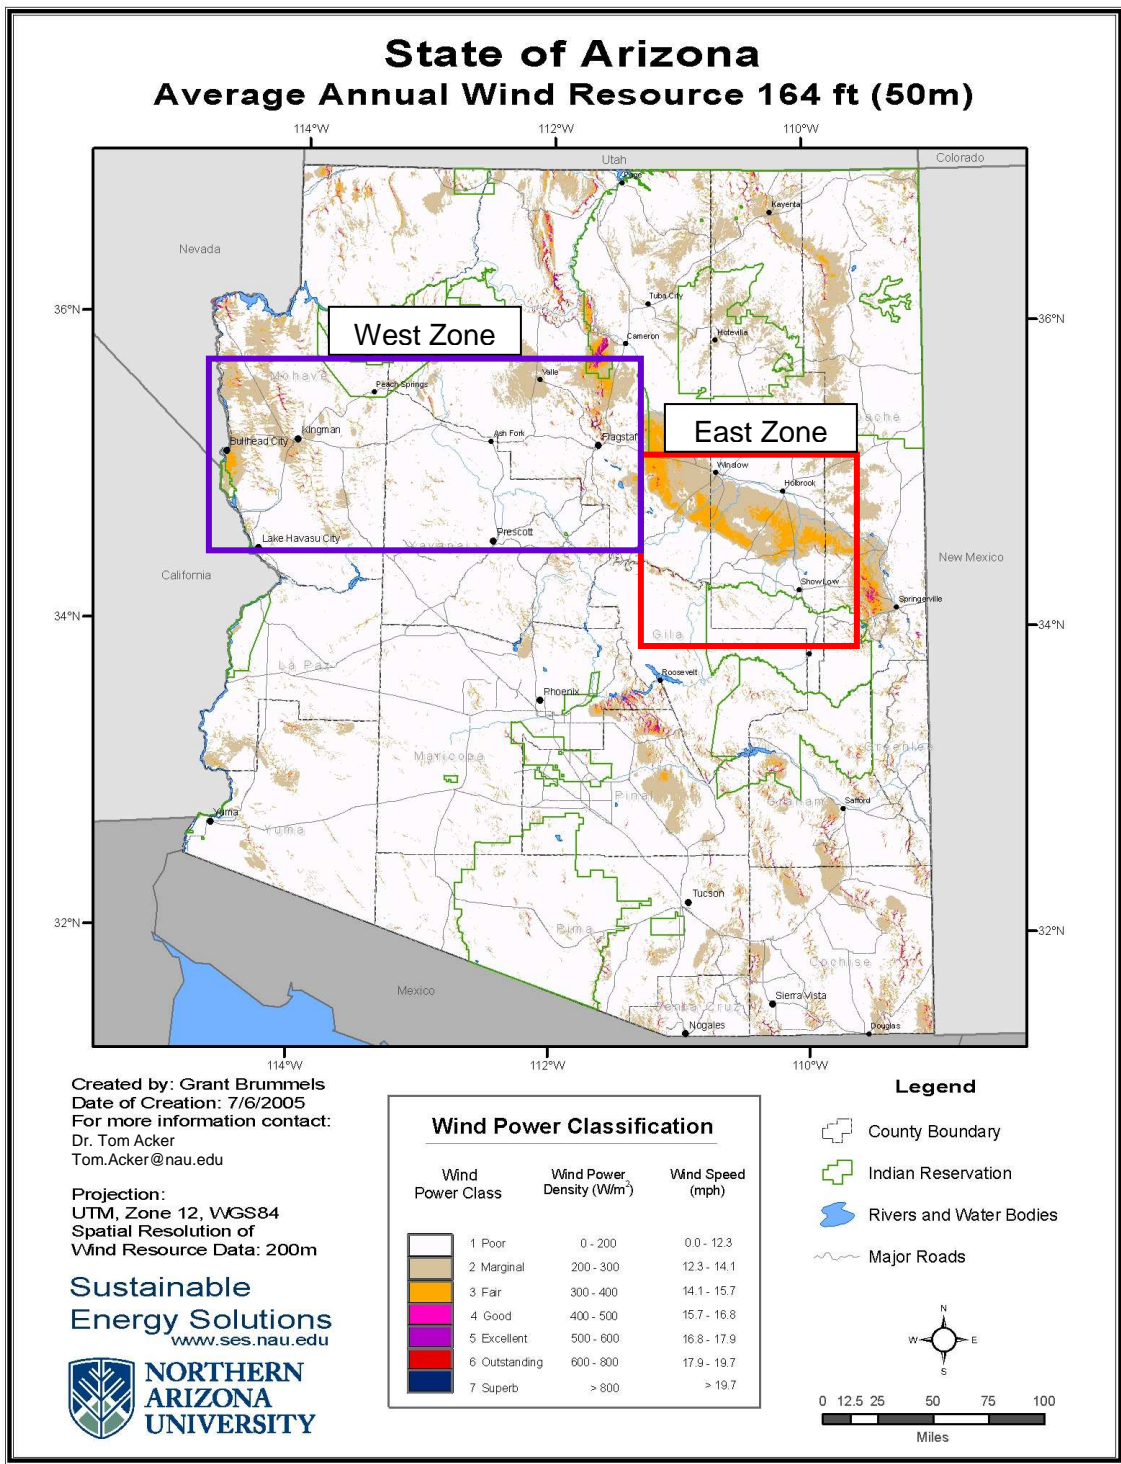 State of Arizona
Average Annual Wind Resource 164 ft (50m)
114°W 112°W 110°W
Utah
Colorado
Page
Kayenta
Nevada
Tuba City
36°N
36°N
West Zone
Cameron
Hotevilla
Mohave
Peach Springs
Valle
East Zone
Kingman
Bullhead City
Ash Fork
Flagstaff
Winslow
Holbrook
Prescott
Lake Havasu City
Yavapai
New Mexico
California
Show Low
Springerville
34°N
34°N
Gila
La Paz
Roosevelt
Phoenix
Maricopa
Greenlee
Pinal
Graham
Safford
Yuma
Yuma
Tucson
32°N
32°N
Pima
Cochise
Mexico
Sierra Vista
Santa Cruz
Nogales
Douglas
114°W 112°W 110°W
Created by: Grant Brummels
Date of Creation: 7/6/2005
For more information contact:
Dr. Tom Acker
Tom.Acker@nau.edu
Projection:
UTM, Zone 12, WGS84
Spatial Resolution of
Wind Resource Data: 200m
Sustainable
Energy Solutions
www.ses.nau.edu
NORTHERN
ARIZONA
UNIVERSITY
Wind Power Classification
Wind Power Class Wind Power Density (W/m²) Wind Speed (mph)
1 Poor 0 - 200 0.0 - 12.3
2 Marginal 200 - 300 12.3 - 14.1
3 Fair 300 - 400 14.1 - 15.7
4 Good 400 - 500 15.7 - 16.8
5 Excellent 500 - 600 16.8 - 17.9
6 Outstanding 600 - 800 17.9 - 19.7
7 Superb > 800 > 19.7
Legend
County Boundary
Indian Reservation
Rivers and Water Bodies
Major Roads
N
W E
S
0 12.5 25 50 75 100
Miles